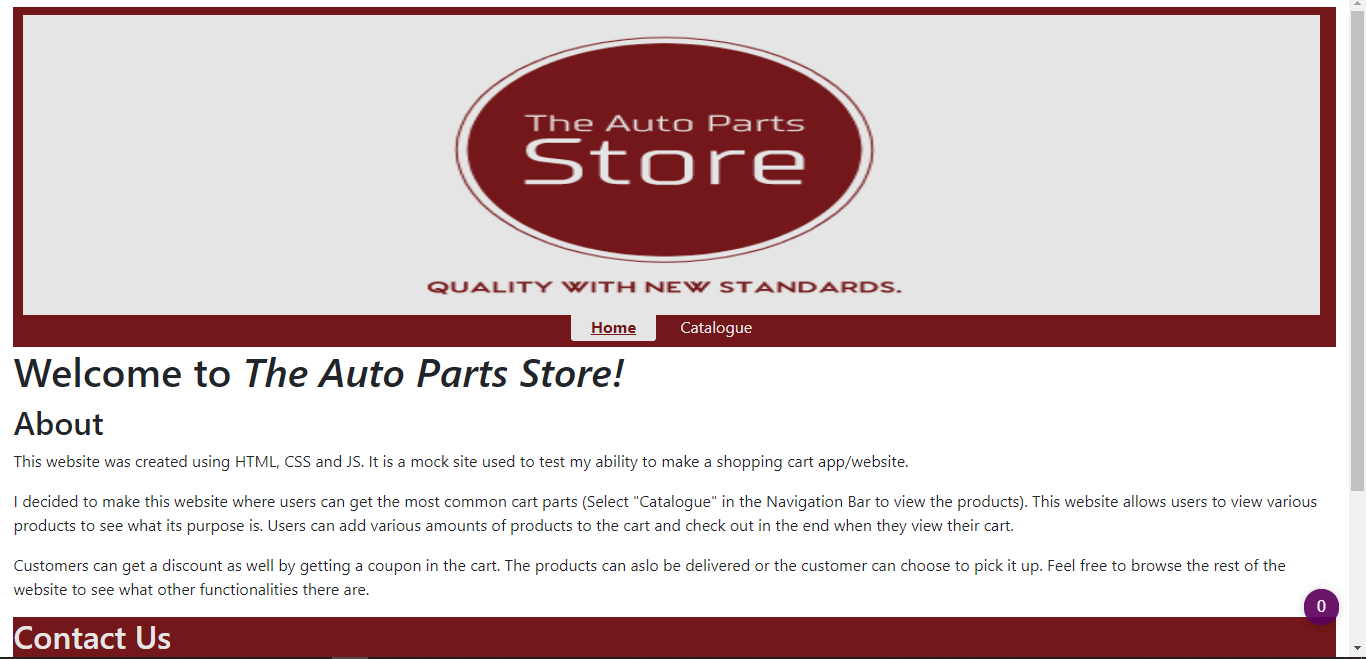 The Auto Parts
Store
QUALITY WITH NEW STANDARDS.
Home Catalogue
Welcome to The Auto Parts Store!
About
This website was created using HTML, CSS and JS. It is a mock site used to test my ability to make a shopping cart app/website.
I decided to make this website where users can get the most common cart parts (Select "Catalogue" in the Navigation Bar to view the products). This website allows users to view various
products to see what its purpose is. Users can add various amounts of products to the cart and check out in the end when they view their cart.
Customers can get a discount as well by getting a coupon in the cart. The products can aslo be delivered or the customer can choose to pick it up. Feel free to browse the rest of the
website to see what other functionalities there are.
0
Contact Us